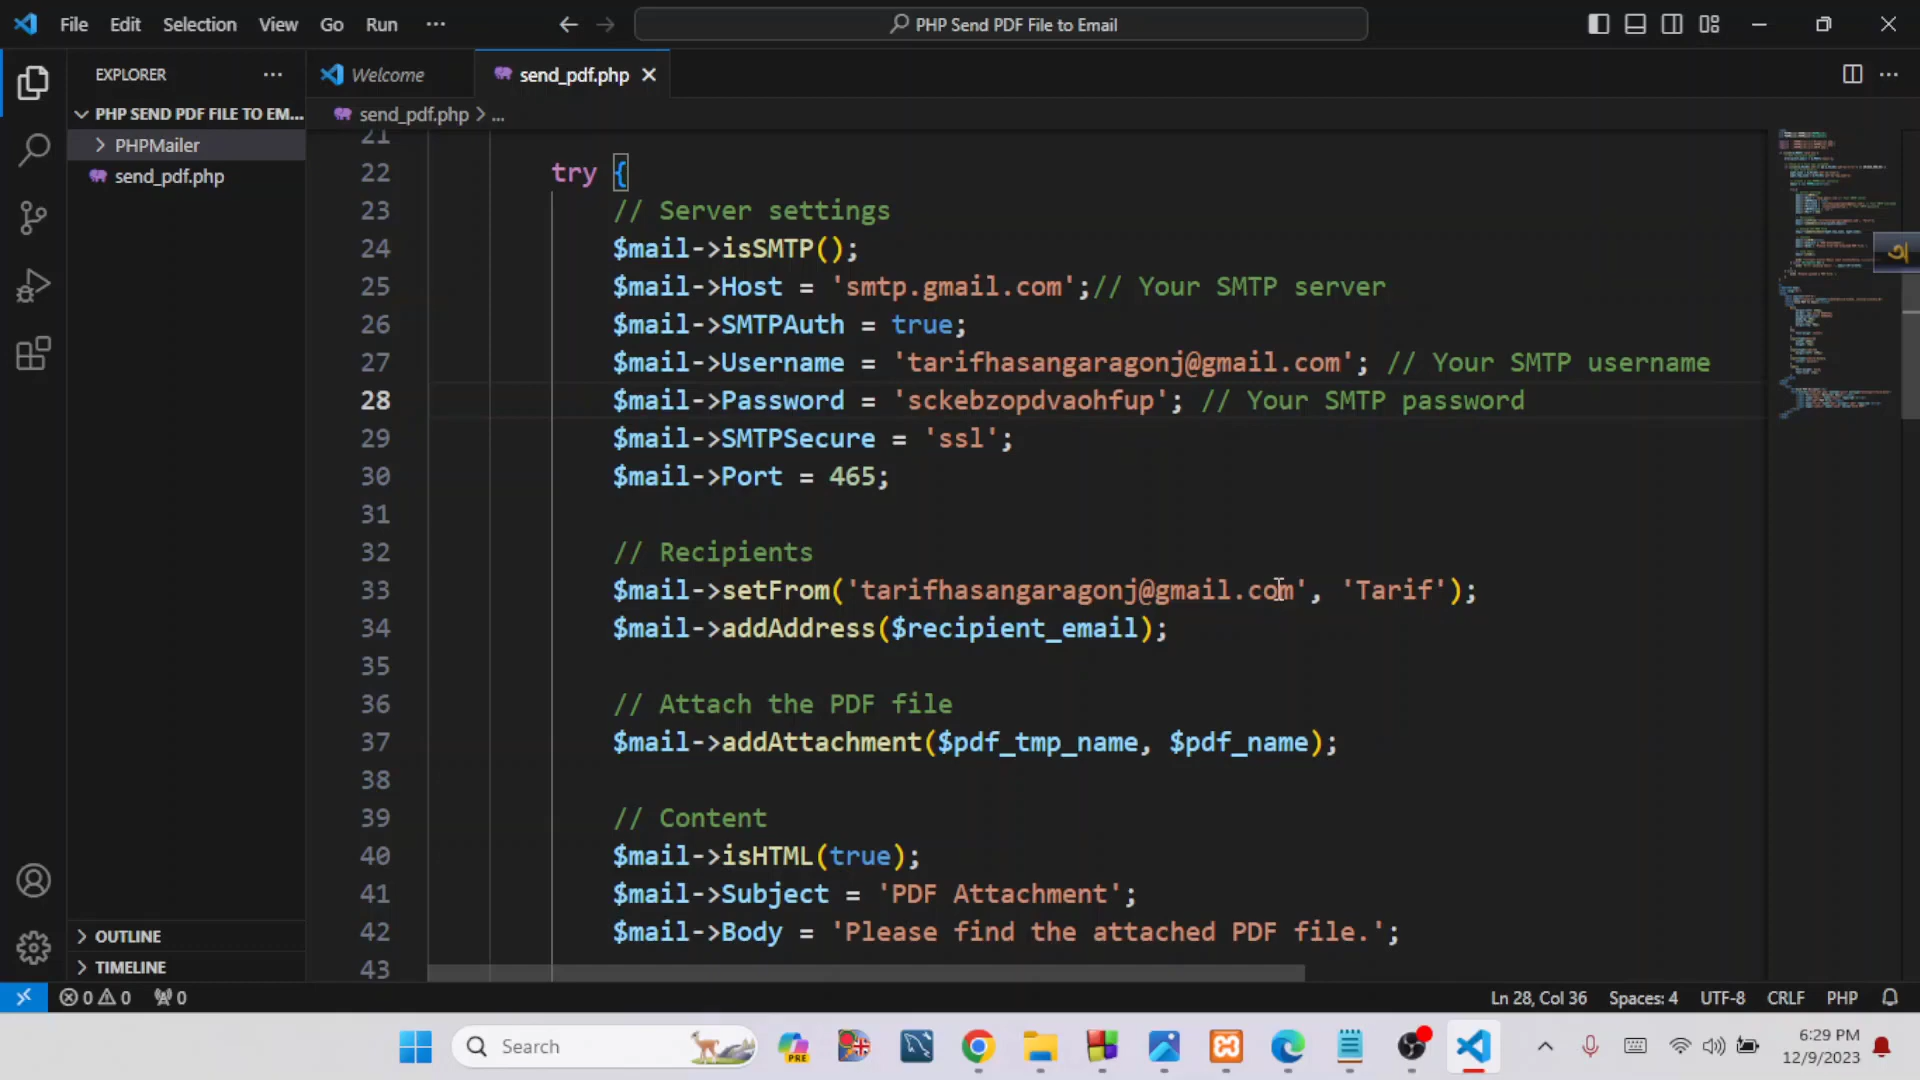 File Edit Selection View Go Run ··· PHP Send PDF File to Email
EXPLORER ···
PHP SEND PDF FILE TO EM...
PHPMailer
send_pdf.php
Welcome
send_pdf.php
send_pdf.php > ...
21
22 try {
23 // Server settings
24 $mail->isSMTP();
25 $mail->Host = 'smtp.gmail.com';// Your SMTP server
26 $mail->SMTPAuth = true;
27 $mail->Username = 'tarifhasangaragonj@gmail.com'; // Your SMTP username
28 $mail->Password = 'sckebzopdvaohfup'; // Your SMTP password
29 $mail->SMTPSecure = 'ssl';
30 $mail->Port = 465;
31
32 // Recipients
33 $mail->setFrom('tarifhasangaragonj@gmail.com', 'Tarif');
34 $mail->addAddress($recipient_email);
35
36 // Attach the PDF file
37 $mail->addAttachment($pdf_tmp_name, $pdf_name);
38
39 // Content
40 $mail->isHTML(true);
41 $mail->Subject = 'PDF Attachment';
42 $mail->Body = 'Please find the attached PDF file.';
43
অ
OUTLINE
TIMELINE
0 0 0 Ln 28, Col 36 Spaces: 4 UTF-8 CRLF PHP
Search
PRE
6:29 PM
12/9/2023